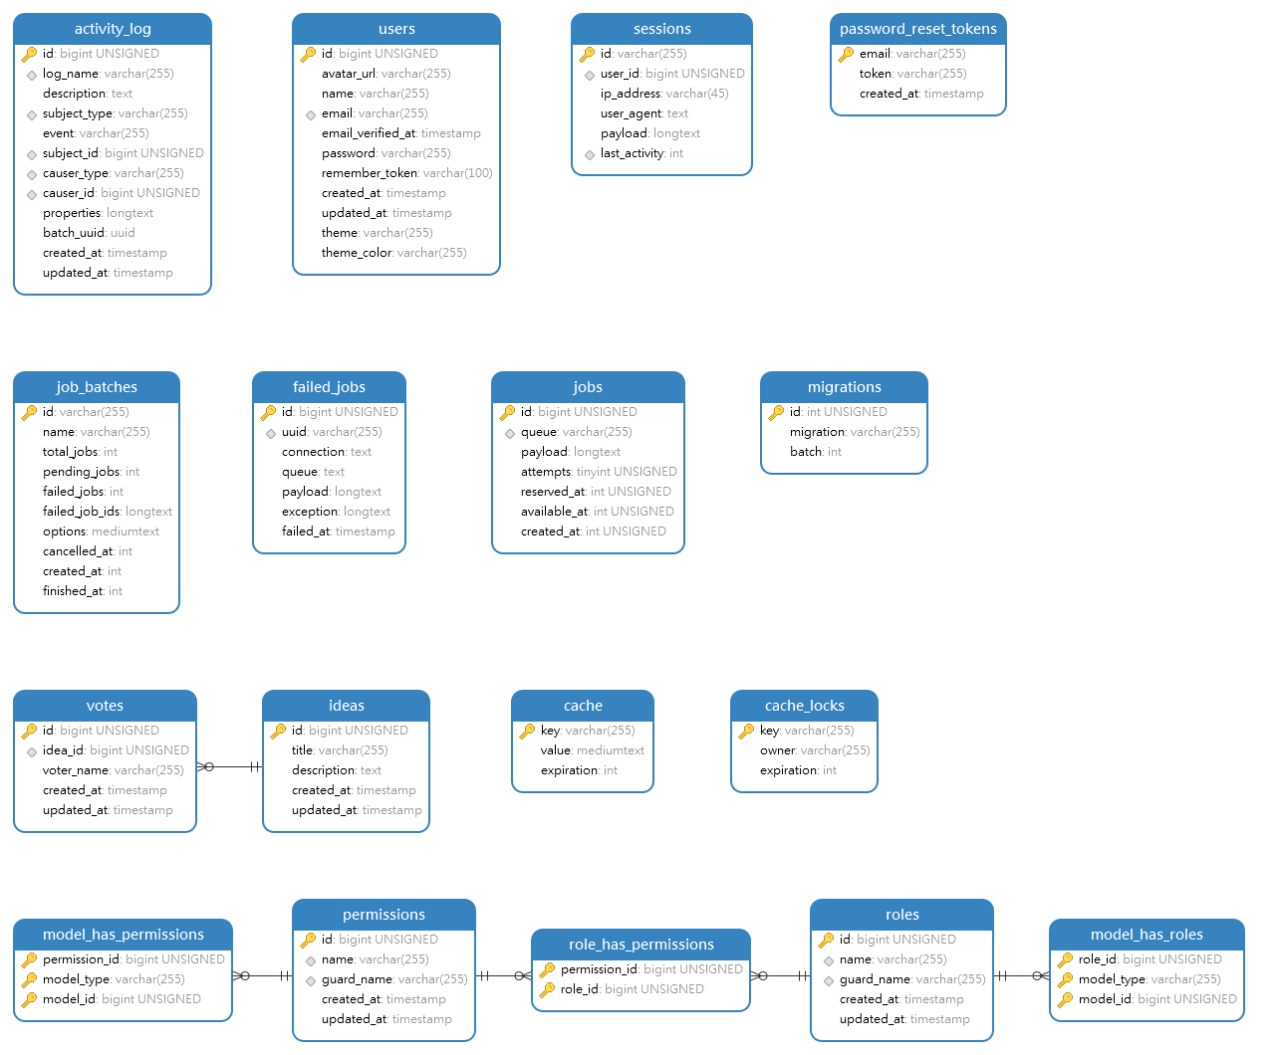 activity_log
id: bigint UNSIGNED
log_name: varchar(255)
description: text
subject_type: varchar(255)
event: varchar(255)
subject_id: bigint UNSIGNED
causer_type: varchar(255)
causer_id: bigint UNSIGNED
properties: longtext
batch_uuid: uuid
created_at: timestamp
updated_at: timestamp
users
id: bigint UNSIGNED
avatar_url: varchar(255)
name: varchar(255)
email: varchar(255)
email_verified_at: timestamp
password: varchar(255)
remember_token: varchar(100)
created_at: timestamp
updated_at: timestamp
theme: varchar(255)
theme_color: varchar(255)
sessions
id: varchar(255)
user_id: bigint UNSIGNED
ip_address: varchar(45)
user_agent: text
payload: longtext
last_activity: int
password_reset_tokens
email: varchar(255)
token: varchar(255)
created_at: timestamp
job_batches
id: varchar(255)
name: varchar(255)
total_jobs: int
pending_jobs: int
failed_jobs: int
failed_job_ids: longtext
options: mediumtext
cancelled_at: int
created_at: int
finished_at: int
failed_jobs
id: bigint UNSIGNED
uuid: varchar(255)
connection: text
queue: text
payload: longtext
exception: longtext
failed_at: timestamp
jobs
id: bigint UNSIGNED
queue: varchar(255)
payload: longtext
attempts: tinyint UNSIGNED
reserved_at: int UNSIGNED
available_at: int UNSIGNED
created_at: int UNSIGNED
migrations
id: int UNSIGNED
migration: varchar(255)
batch: int
votes
id: bigint UNSIGNED
idea_id: bigint UNSIGNED
voter_name: varchar(255)
created_at: timestamp
updated_at: timestamp
ideas
id: bigint UNSIGNED
title: varchar(255)
description: text
created_at: timestamp
updated_at: timestamp
cache
key: varchar(255)
value: mediumtext
expiration: int
cache_locks
key: varchar(255)
owner: varchar(255)
expiration: int
model_has_permissions
permission_id: bigint UNSIGNED
model_type: varchar(255)
model_id: bigint UNSIGNED
permissions
id: bigint UNSIGNED
name: varchar(255)
guard_name: varchar(255)
created_at: timestamp
updated_at: timestamp
role_has_permissions
permission_id: bigint UNSIGNED
role_id: bigint UNSIGNED
roles
id: bigint UNSIGNED
name: varchar(255)
guard_name: varchar(255)
created_at: timestamp
updated_at: timestamp
model_has_roles
role_id: bigint UNSIGNED
model_type: varchar(255)
model_id: bigint UNSIGNED